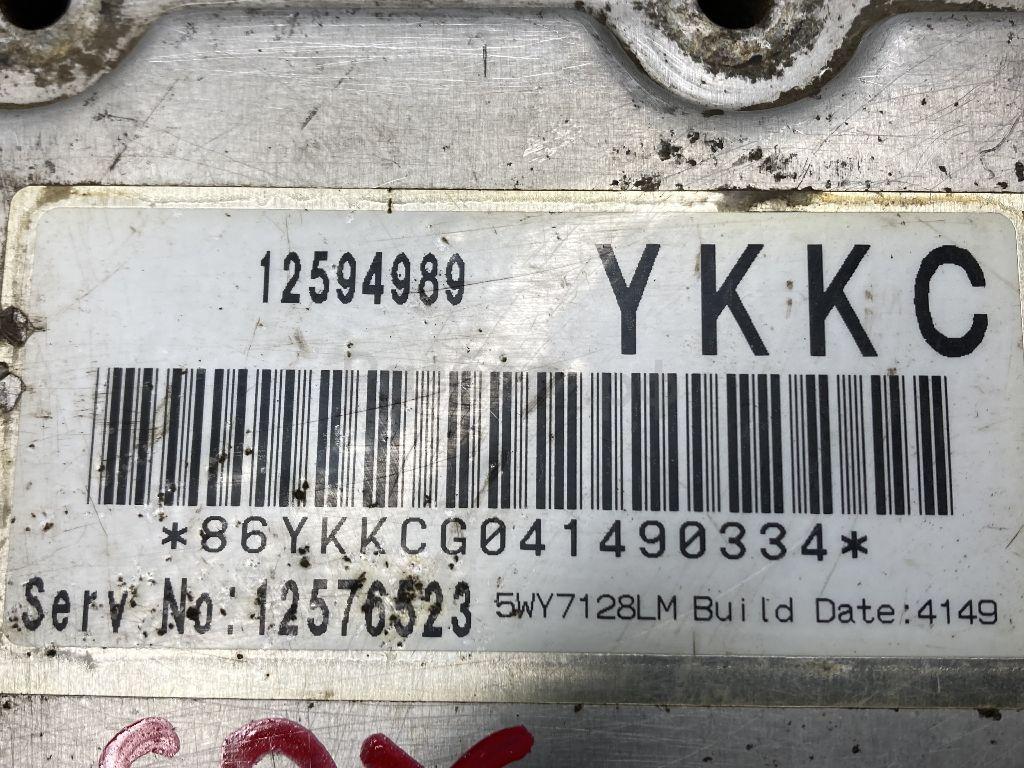 12594989 YKKC
*86YKKCG041490334*
Serv No:12576523 5WY7128LM Build Date:4149